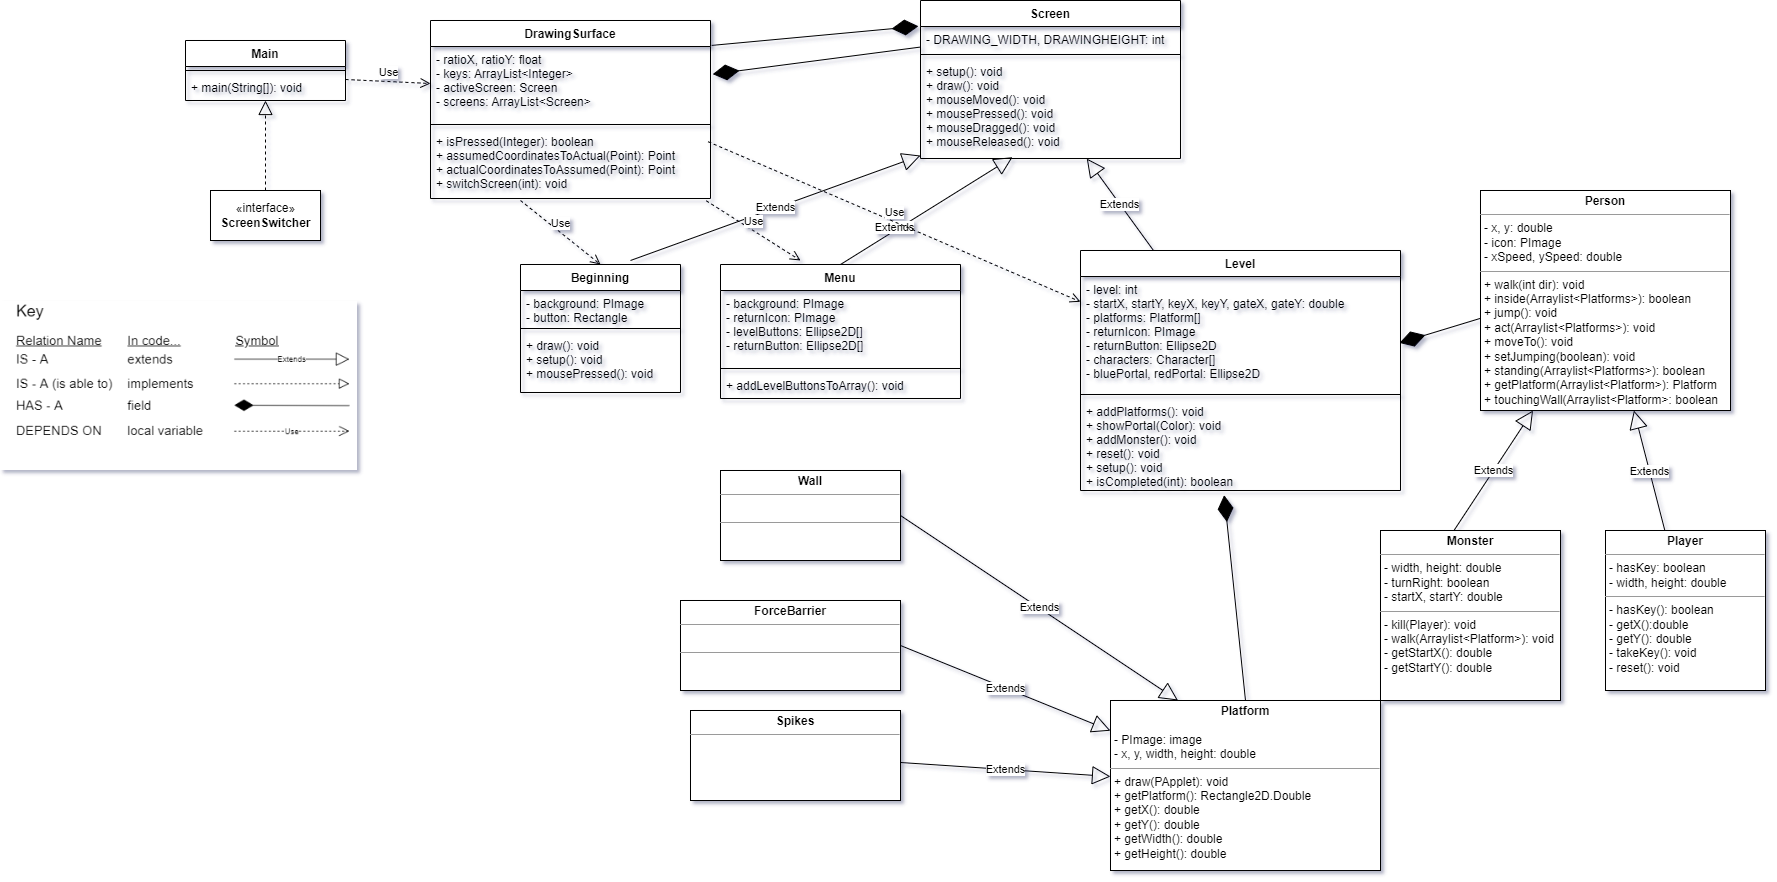 Main
+ main(String[]): void
Use
«interface»
ScreenSwitcher
DrawingSurface
- ratioX, ratioY: float
- keys: ArrayList<Integer>
- activeScreen: Screen
- screens: ArrayList<Screen>
+ isPressed(Integer): boolean
+ assumedCoordinatesToActual(Point): Point
+ actualCoordinatesToAssumed(Point): Point
+ switchScreen(int): void
Screen
- DRAWING_WIDTH, DRAWINGHEIGHT: int
+ setup(): void
+ draw(): void
+ mouseMoved(): void
+ mousePressed(): void
+ mouseDragged(): void
+ mouseReleased(): void
Use
Extends
Use
Use
Extends
Extends
Beginning
- background: PImage
- button: Rectangle
+ draw(): void
+ setup(): void
+ mousePressed(): void
Menu
- background: PImage
- returnIcon: PImage
- levelButtons: Ellipse2D[]
- returnButton: Ellipse2D[]
+ addLevelButtonsToArray(): void
Level
- level: int
- startX, startY, keyX, keyY, gateX, gateY: double
- platforms: Platform[]
- returnIcon: PImage
- returnButton: Ellipse2D
- characters: Character[]
- bluePortal, redPortal: Ellipse2D
+ addPlatforms(): void
+ showPortal(Color): void
+ addMonster(): void
+ reset(): void
+ setup(): void
+ isCompleted(int): boolean
Person
- x, y: double
- icon: PImage
- xSpeed, ySpeed: double
+ walk(int dir): void
+ inside(Arraylist<Platforms>): boolean
+ jump(): void
+ act(Arraylist<Platforms>): void
+ moveTo(): void
+ setJumping(boolean): void
+ standing(Arraylist<Platforms>): boolean
+ getPlatform(Arraylist<Platform>): Platform
+ touchingWall(Arraylist<Platform>: boolean
Extends
Extends
Key
Relation Name In code... Symbol
IS - A extends Extends
IS - A (is able to) implements
HAS - A field
DEPENDS ON local variable Use
Wall
ForceBarrier
Spikes
Extends
Extends
Extends
Monster
- width, height: double
- turnRight: boolean
- startX, startY: double
- kill(Player): void
- walk(Arraylist<Platform>): void
- getStartX(): double
- getStartY(): double
Player
- hasKey: boolean
- width, height: double
- hasKey(): boolean
- getX():double
- getY(): double
- takeKey(): void
- reset(): void
Platform
- PImage: image
- x, y, width, height: double
+ draw(PApplet): void
+ getPlatform(): Rectangle2D.Double
+ getX(): double
+ getY(): double
+ getWidth(): double
+ getHeight(): double